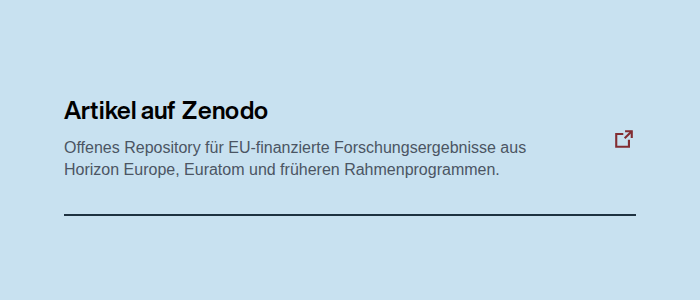 Artikel auf Zenodo
Offenes Repository für EU-finanzierte Forschungsergebnisse aus
Horizon Europe, Euratom und früheren Rahmenprogrammen.